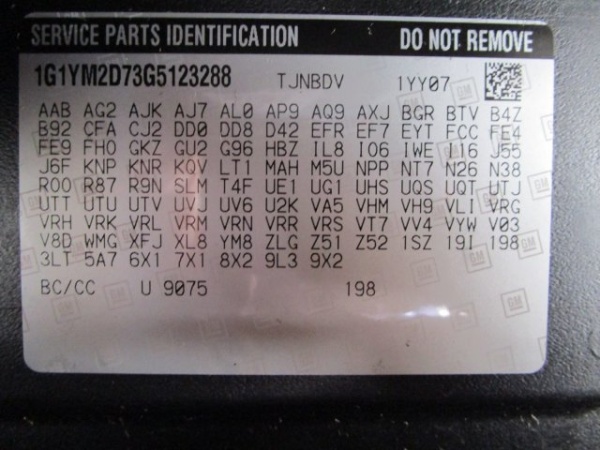 SERVICE PARTS IDENTIFICATION DO NOT REMOVE
1G1YM2D73G5123288 TJNBDV 1YY07
AAB AG2 AJK AJ7 AL0 AP9 AQ9 AXJ BGR BTV B4Z
B92 CFA CJ2 DD0 DD8 D42 EFR EF7 EYT FCC FE4
FE9 FHO GKZ GU2 G96 HBZ IL8 IO6 IWE L16 J55
J6F KNP KNR KQV LT1 MAH M5U NPP NT7 N26 N38
R00 R87 R9N SLM T4F UE1 UG1 UHS UQS UQT UTJ
UTT UTU UTV UVJ UV6 U2K VA5 VHM VH9 VLI VRG
VRH VRK VRL VRM VRN VRR VRS VT7 VV4 VYW V03
V8D WMG XFJ XL8 YM8 ZLG Z51 Z52 1SZ 19I 198
3LT 5A7 6X1 7X1 8X2 9L3 9X2
BC/CC U 9075 198